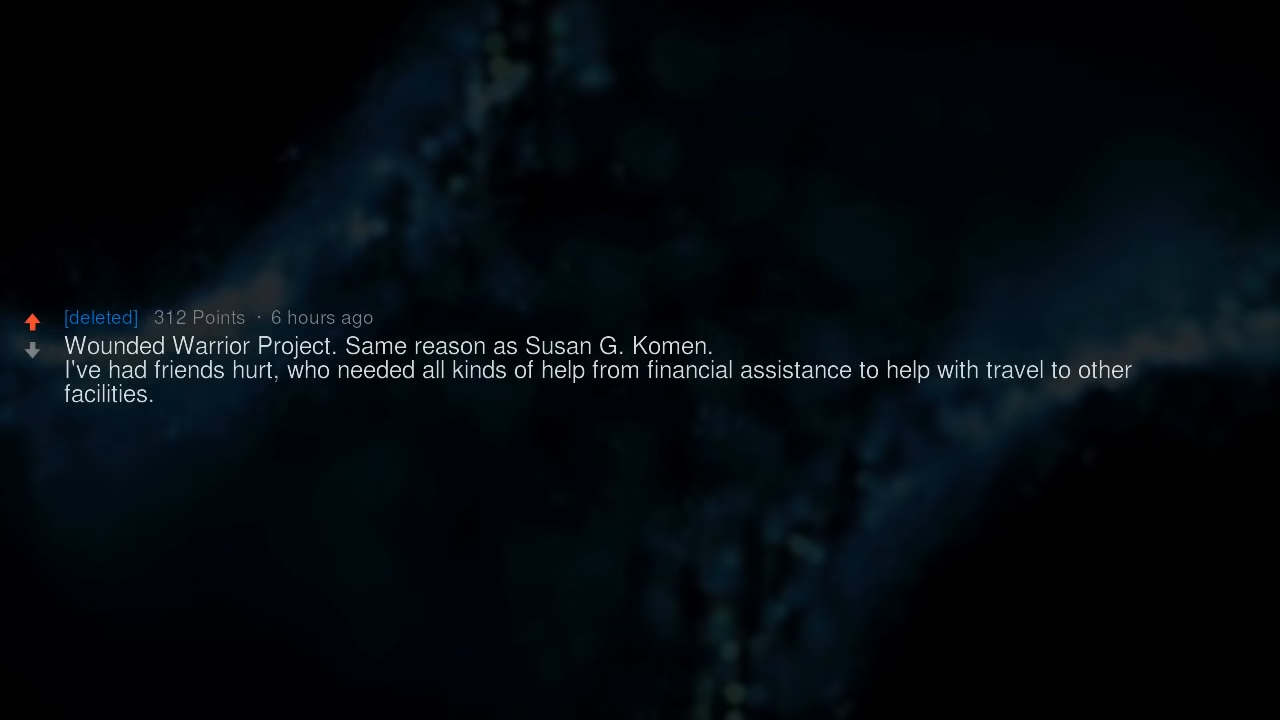 [deleted] 312 Points · 6 hours ago
Wounded Warrior Project. Same reason as Susan G. Komen.
I've had friends hurt, who needed all kinds of help from financial assistance to help with travel to other
facilities.